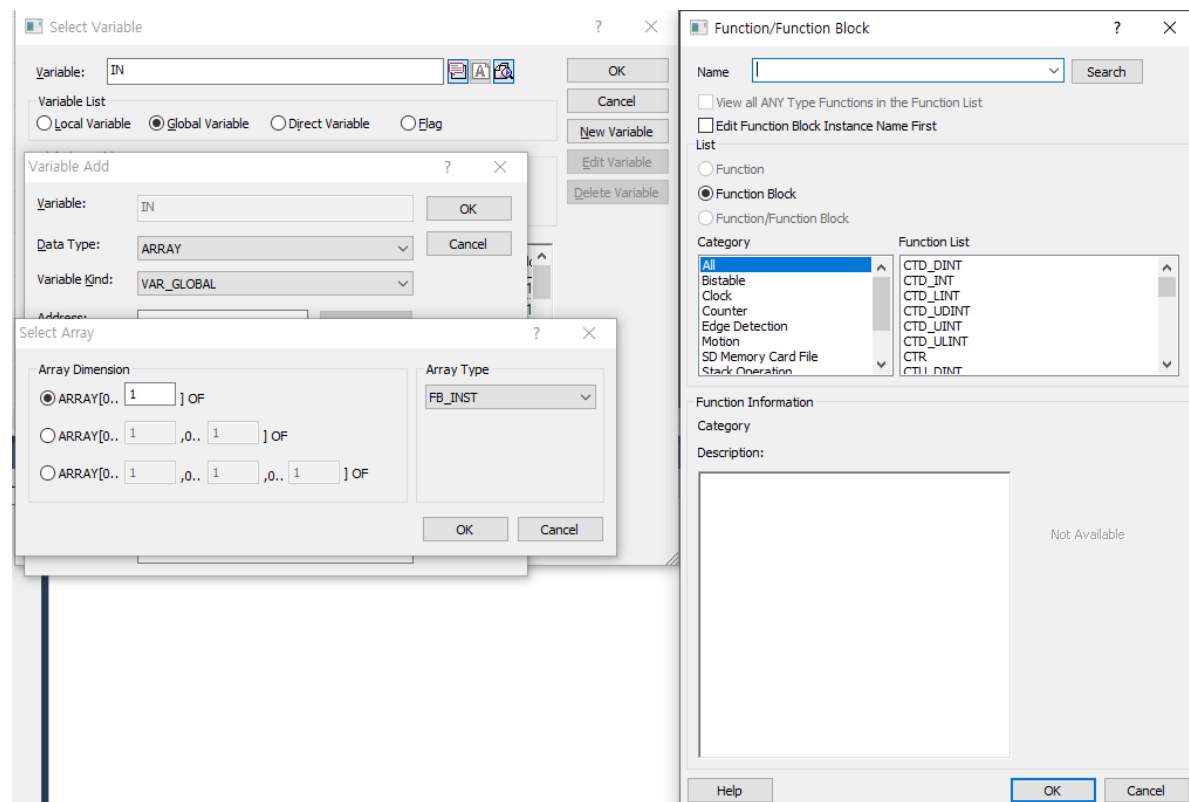 Select Variable
Variable: IN
OK
Variable List
Cancel
Local Variable Global Variable Direct Variable Flag
New Variable
Edit Variable
Delete Variable
Variable Add
Variable: IN
OK
Data Type: ARRAY
Cancel
Variable Kind: VAR_GLOBAL
Address:
Select Array
Array Dimension
ARRAY[0.. 1 ] OF
ARRAY[0.. 1 ,0.. 1 ] OF
ARRAY[0.. 1 ,0.. 1 ,0.. 1 ] OF
Array Type
FB_INST
OK Cancel
Function/Function Block
Name Search
View all ANY Type Functions in the Function List
Edit Function Block Instance Name First
List
Function
Function Block
Function/Function Block
Category
All
Bistable
Clock
Counter
Edge Detection
Motion
SD Memory Card File
Stack Operation
Function List
CTD_DINT
CTD_INT
CTD_LINT
CTD_UDINT
CTD_UINT
CTD_ULINT
CTR
CTU_DINT
Function Information
Category
Description:
Not Available
Help OK Cancel